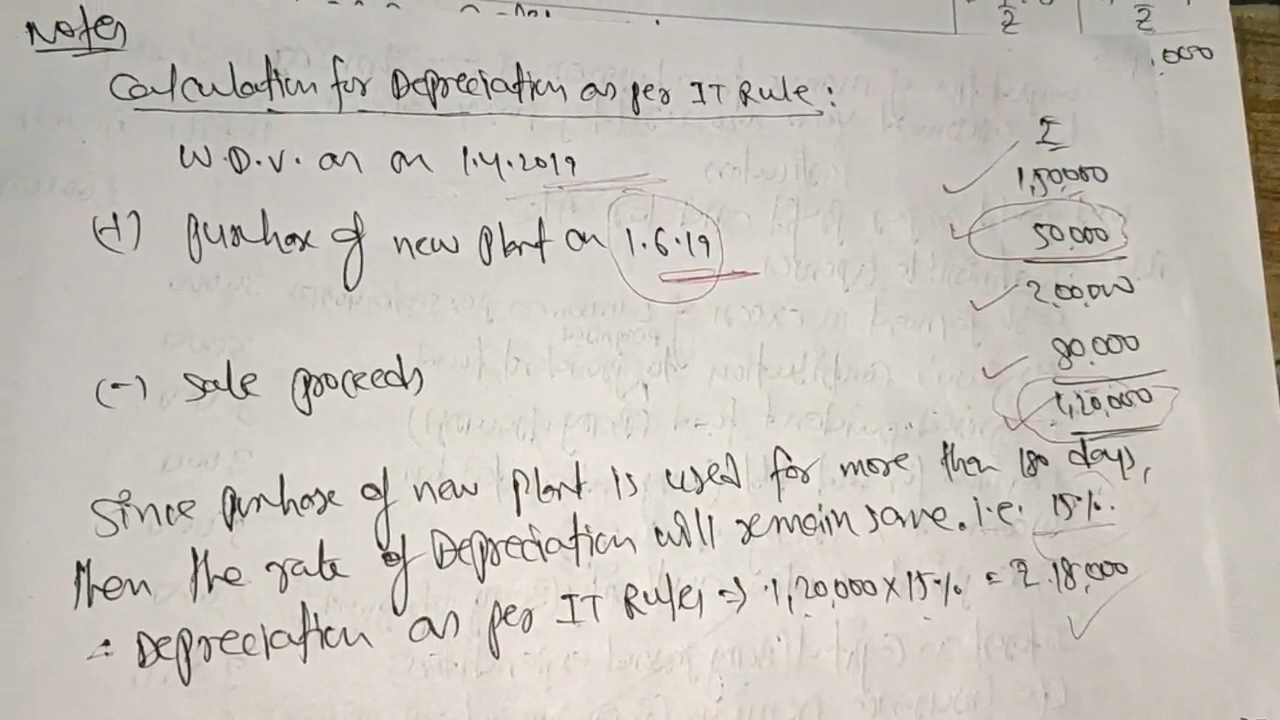 Notes
,000
Calculation for Depreciation as per IT Rule:
₹
W.D.V. as on 1.4.2019 1,50,000
(+) purchase of new plant on 1.6.19 50,000
2,00,000
(-) sale proceeds 80,000
1,20,000
Since purchase of new plant is used for more then 180 days,
then the rate of Depreciation will remain same. i.e. 15%.
∴ Depreciation as per IT Rules => 1,20,000 x 15% = ₹ 18,000